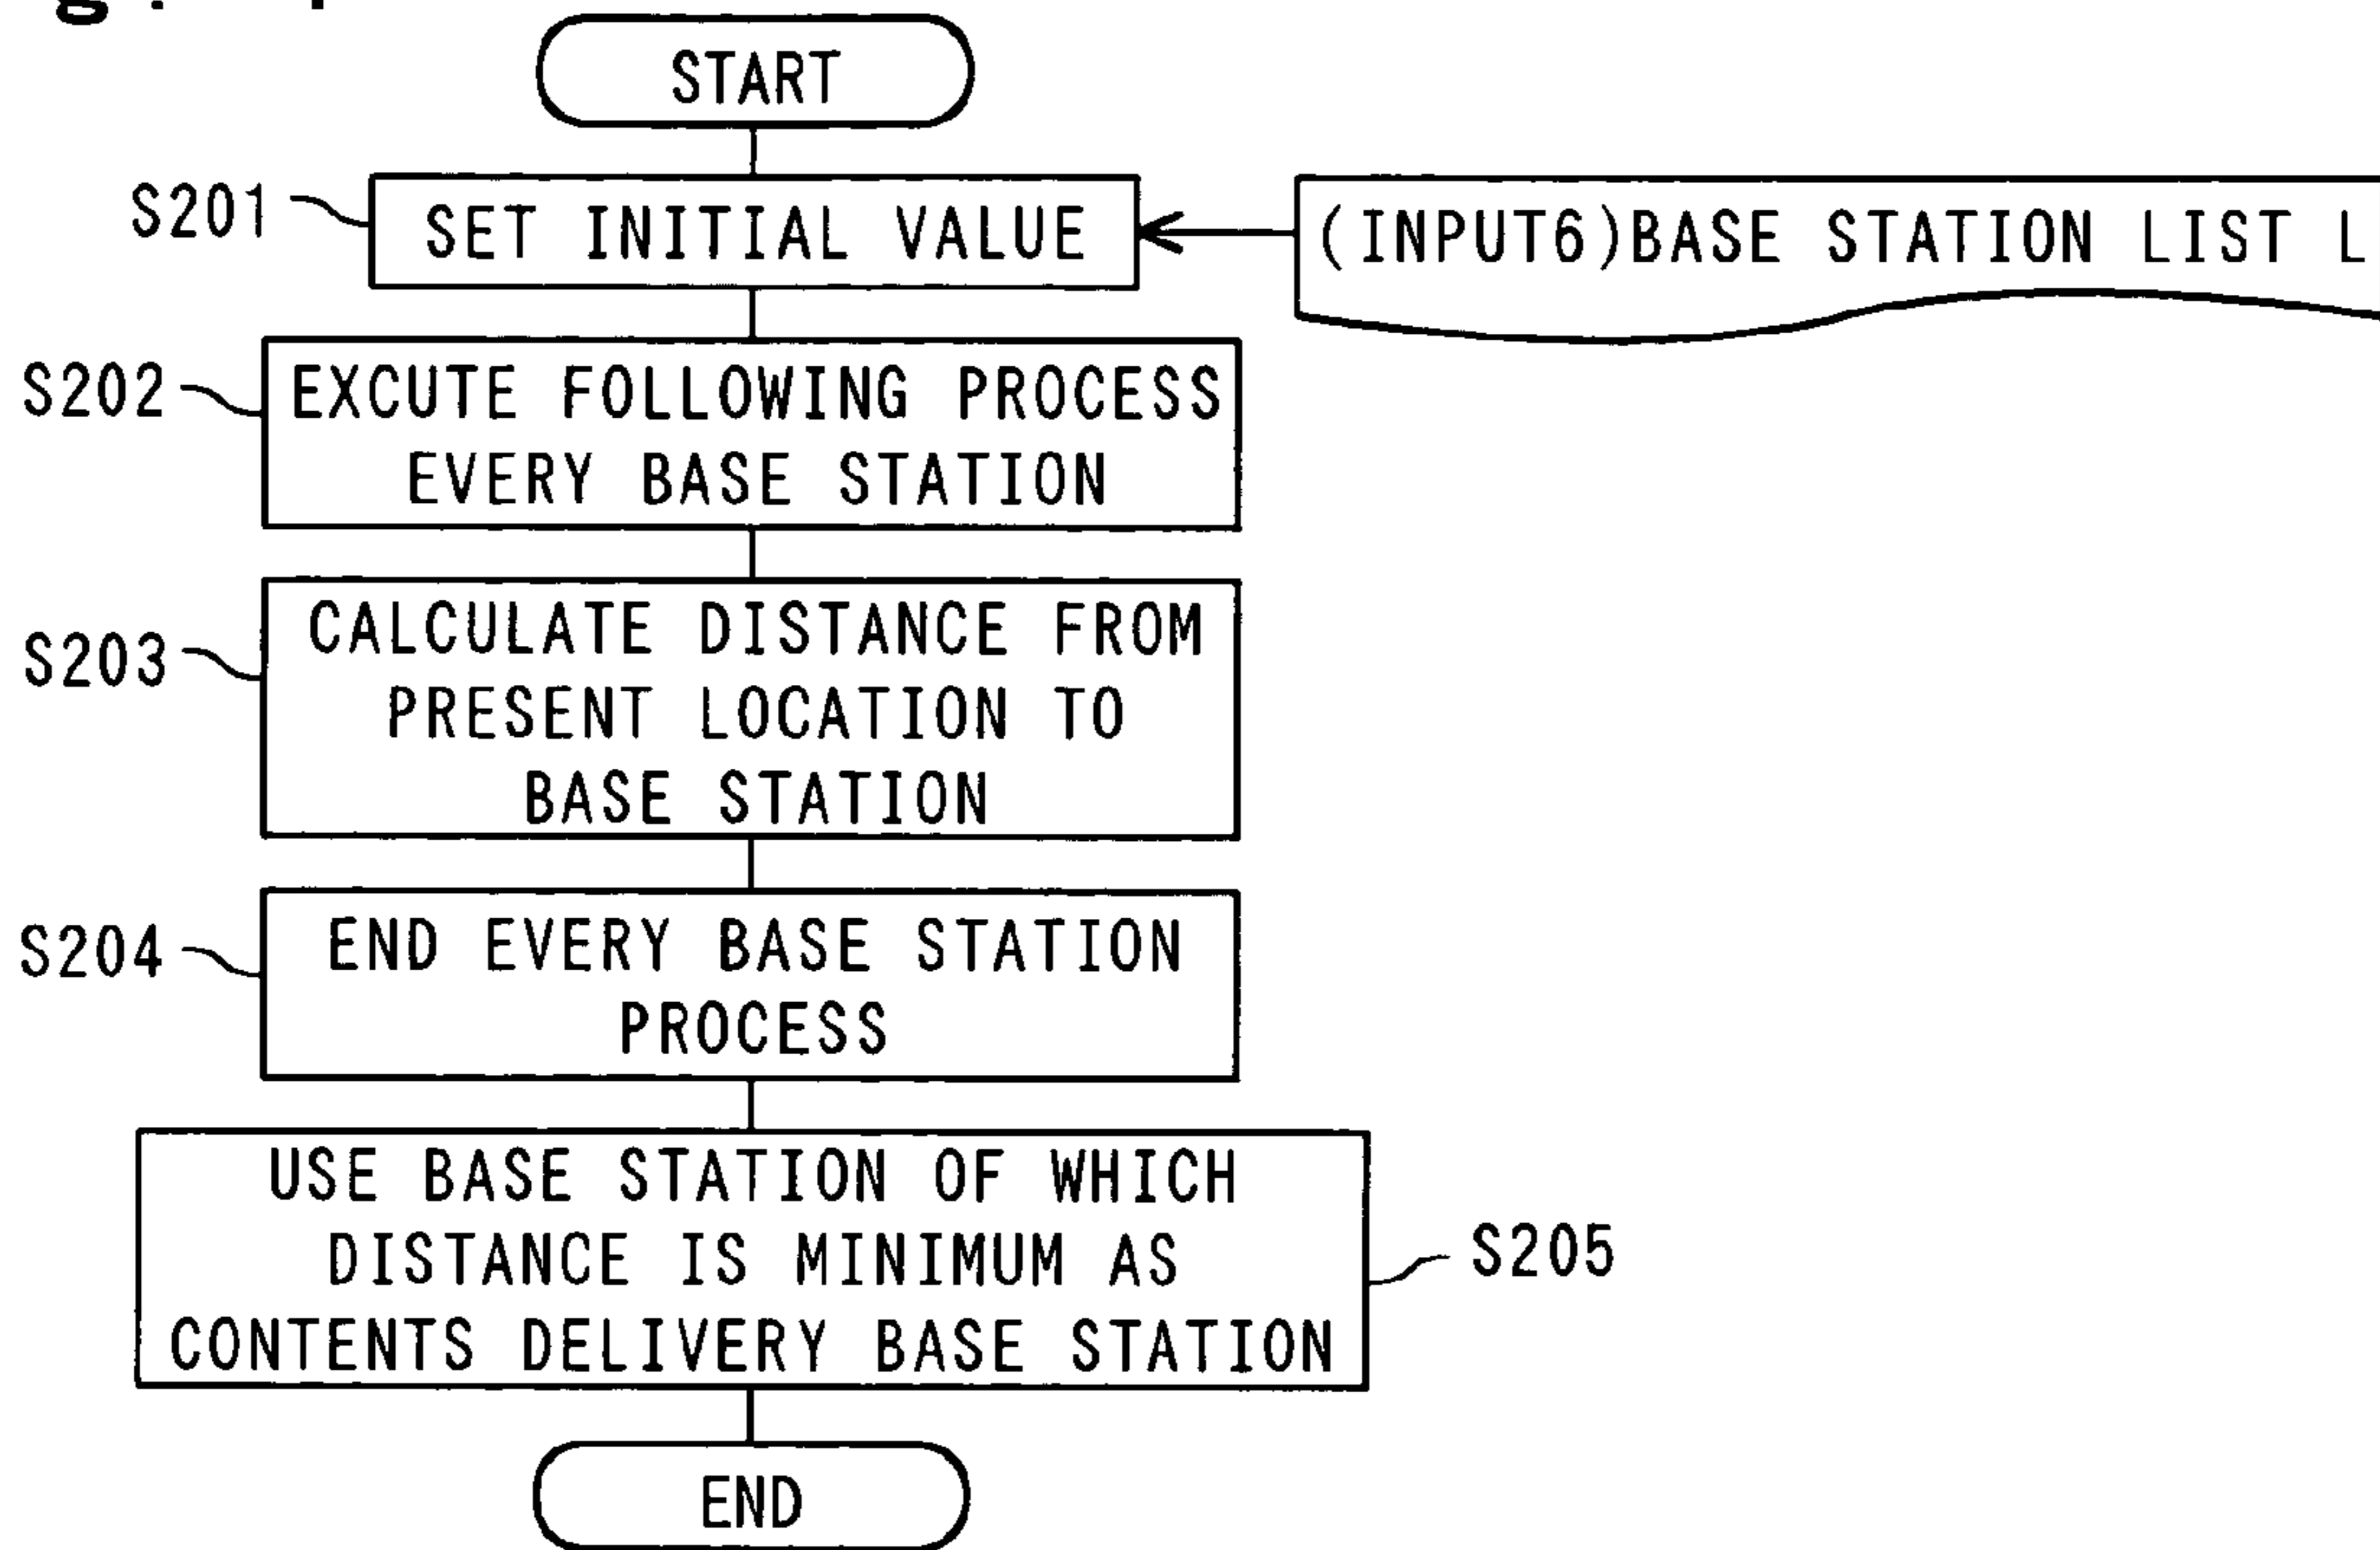 START
S201
SET INITIAL VALUE
(INPUT6)BASE STATION LIST L
S202
EXCUTE FOLLOWING PROCESS
EVERY BASE STATION
S203
CALCULATE DISTANCE FROM
PRESENT LOCATION TO
BASE STATION
S204
END EVERY BASE STATION
PROCESS
USE BASE STATION OF WHICH
DISTANCE IS MINIMUM AS
CONTENTS DELIVERY BASE STATION
S205
END